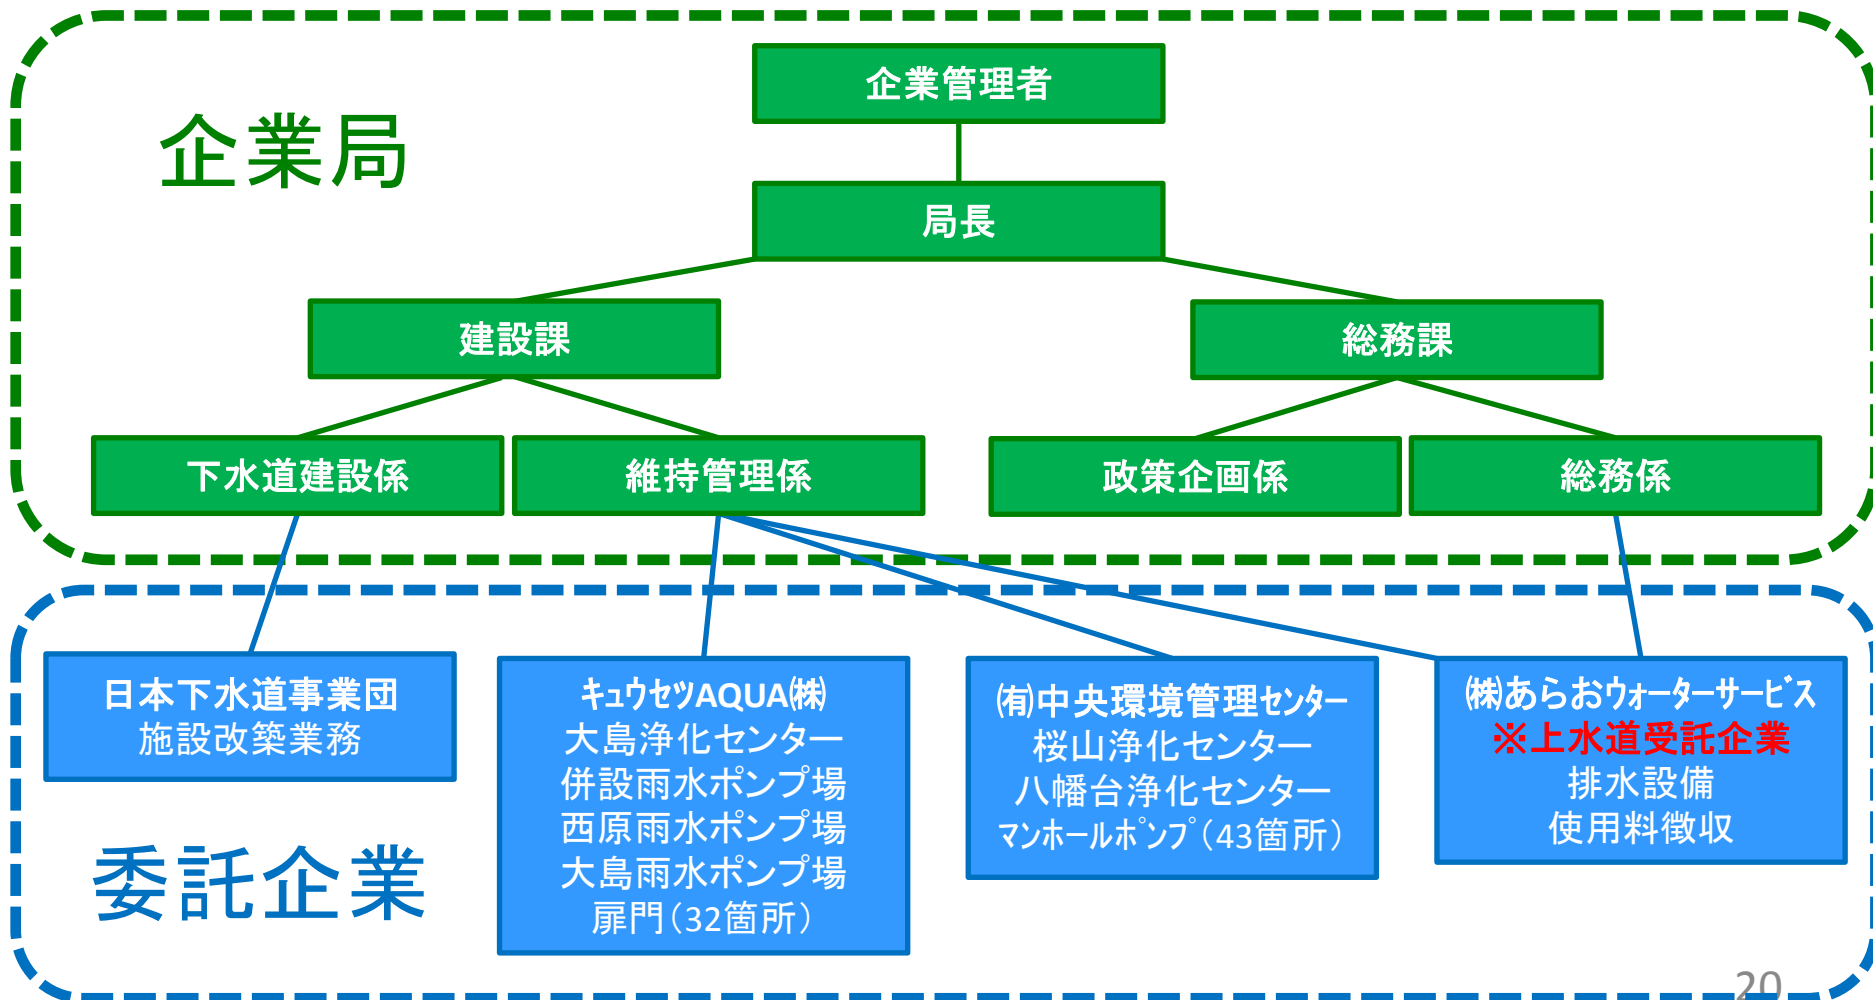 企業局
企業管理者
局長
建設課
総務課
下水道建設係
維持管理係
政策企画係
総務係
日本下水道事業団
施設改築業務
ｷｭｳｾﾂAQUA㈱
大島浄化センター
併設雨水ポンプ場
西原雨水ポンプ場
大島雨水ポンプ場
扉門（32箇所）
㈲中央環境管理ｾﾝﾀｰ
桜山浄化センター
八幡台浄化センター
ﾏﾝﾎｰﾙﾎﾟﾝﾌﾟ（43箇所）
㈱あらおｳｫｰﾀｰｻｰﾋﾞｽ
※上水道受託企業
排水設備
使用料徴収
委託企業
20